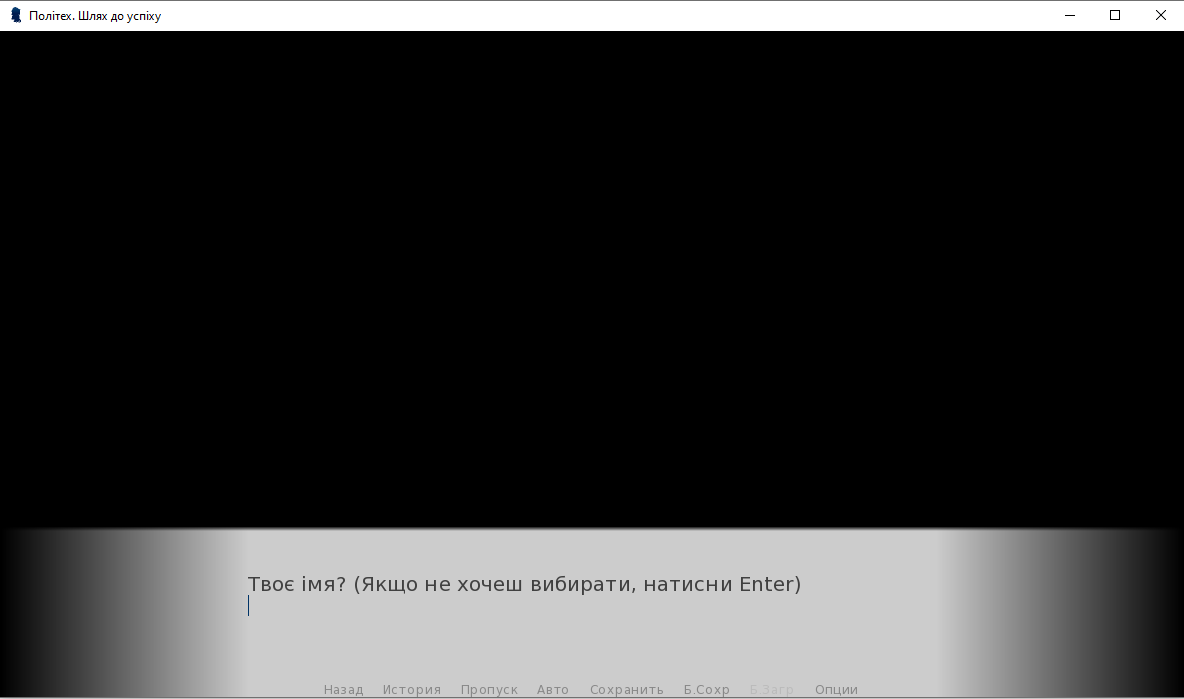 Політех. Шлях до успіху
Твоє імя? (Якщо не хочеш вибирати, натисни Enter)
Назад История Пропуск Авто Сохранить Б.Сохр Б.Загр Опции